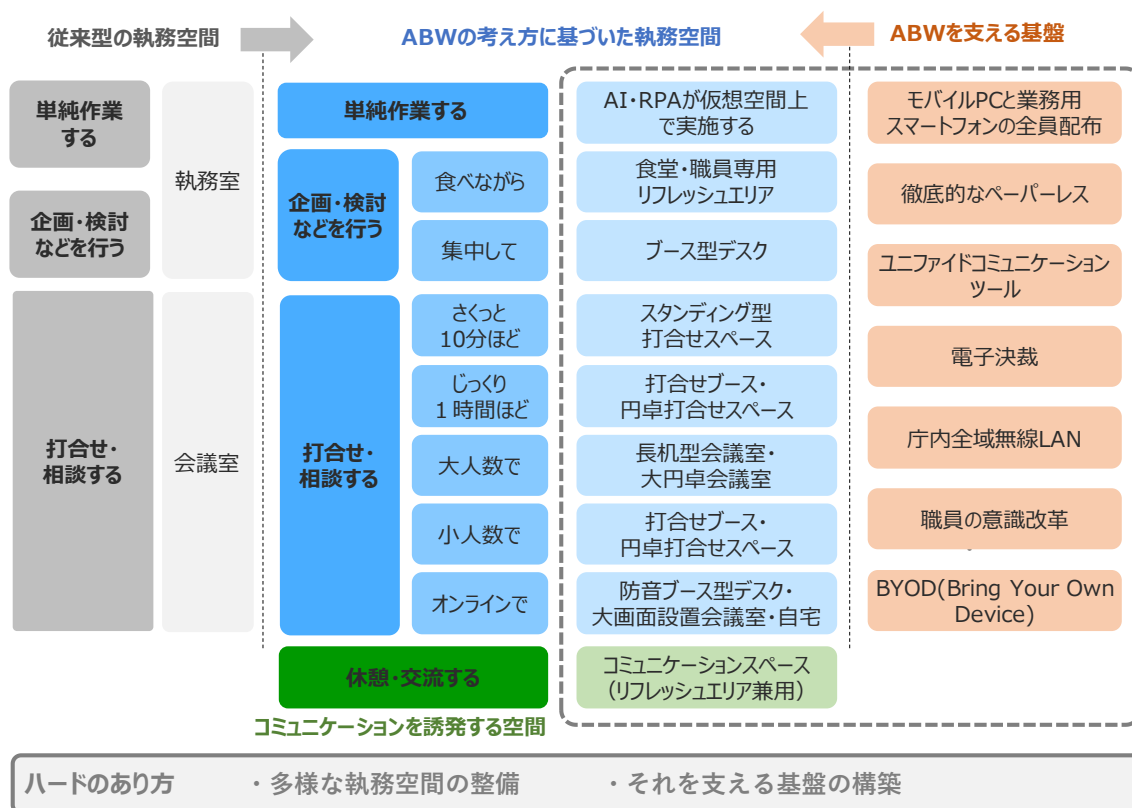 従来型の執務空間
ABWの考え方に基づいた執務空間
ABWを支える基盤
単純作業
する
企画・検討
などを行う
打合せ・
相談する
執務室
会議室
単純作業する
AI・RPAが仮想空間上
で実施する
企画・検討
などを行う
食べながら
食堂・職員専用
リフレッシュエリア
集中して
ブース型デスク
打合せ・
相談する
さくっと
10分ほど
スタンディング型
打合せスペース
じっくり
１時間ほど
打合せブース・
円卓打合せスペース
大人数で
長机型会議室・
大円卓会議室
小人数で
打合せブース・
円卓打合せスペース
オンラインで
防音ブース型デスク・
大画面設置会議室・自宅
休憩・交流する
コミュニケーションスペース
（リフレッシュエリア兼用）
コミュニケーションを誘発する空間
モバイルPCと業務用
スマートフォンの全員配布
徹底的なペーパーレス
ユニファイドコミュニケーション
ツール
電子決裁
庁内全域無線LAN
職員の意識改革
BYOD(Bring Your Own
Device)
ハードのあり方 ・多様な執務空間の整備 ・それを支える基盤の構築